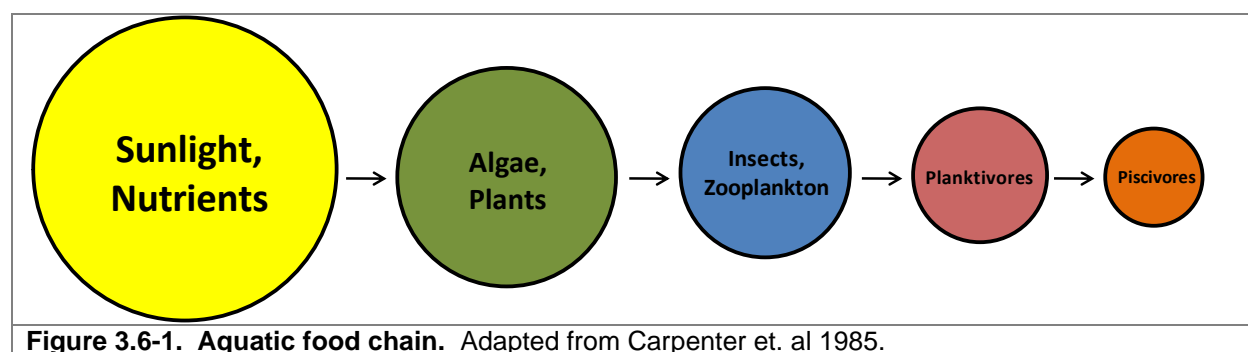 Sunlight,
Nutrients
Algae,
Plants
Insects,
Zooplankton
Planktivores
Piscivores
Figure 3.6-1. Aquatic food chain. Adapted from Carpenter et. al 1985.